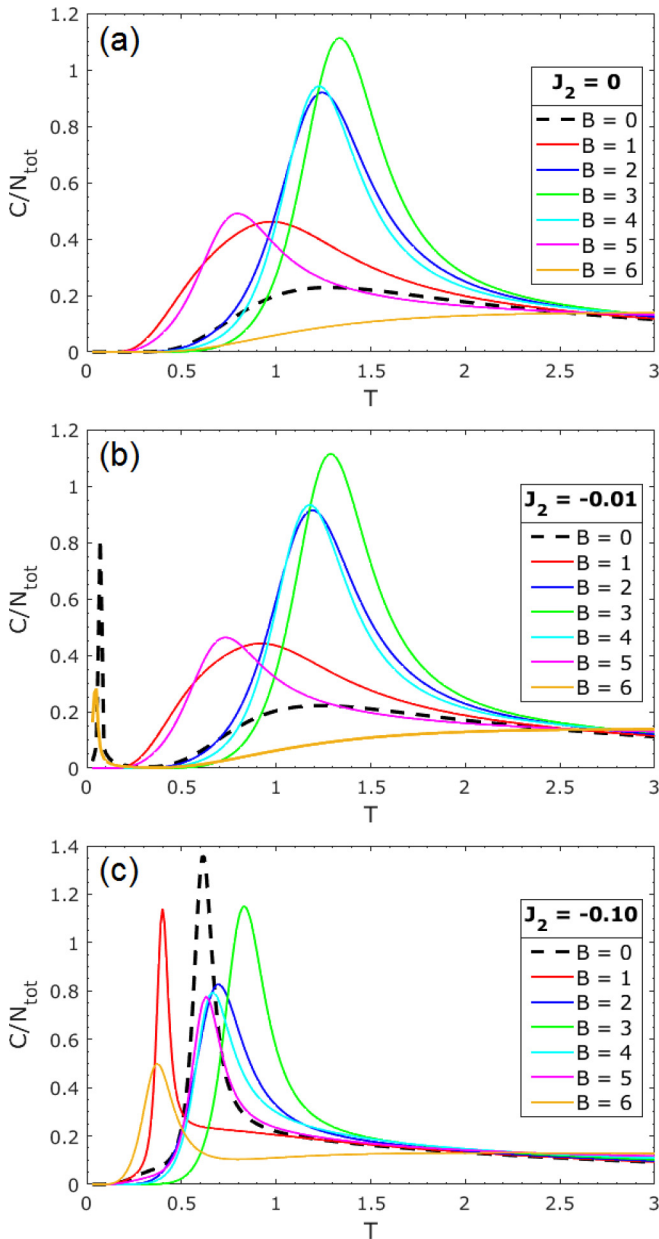 (a)
1.2
1
0.8
0.6
0.4
0.2
0
C/N_tot
J_2 = 0
B = 0
B = 1
B = 2
B = 3
B = 4
B = 5
B = 6
0 0.5 1 1.5 2 2.5 3
T
(b)
1.2
1
0.8
0.6
0.4
0.2
0
C/N_tot
J_2 = -0.01
B = 0
B = 1
B = 2
B = 3
B = 4
B = 5
B = 6
0 0.5 1 1.5 2 2.5 3
T
(c)
1.4
1.2
1
0.8
0.6
0.4
0.2
0
C/N_tot
J_2 = -0.10
B = 0
B = 1
B = 2
B = 3
B = 4
B = 5
B = 6
0 0.5 1 1.5 2 2.5 3
T